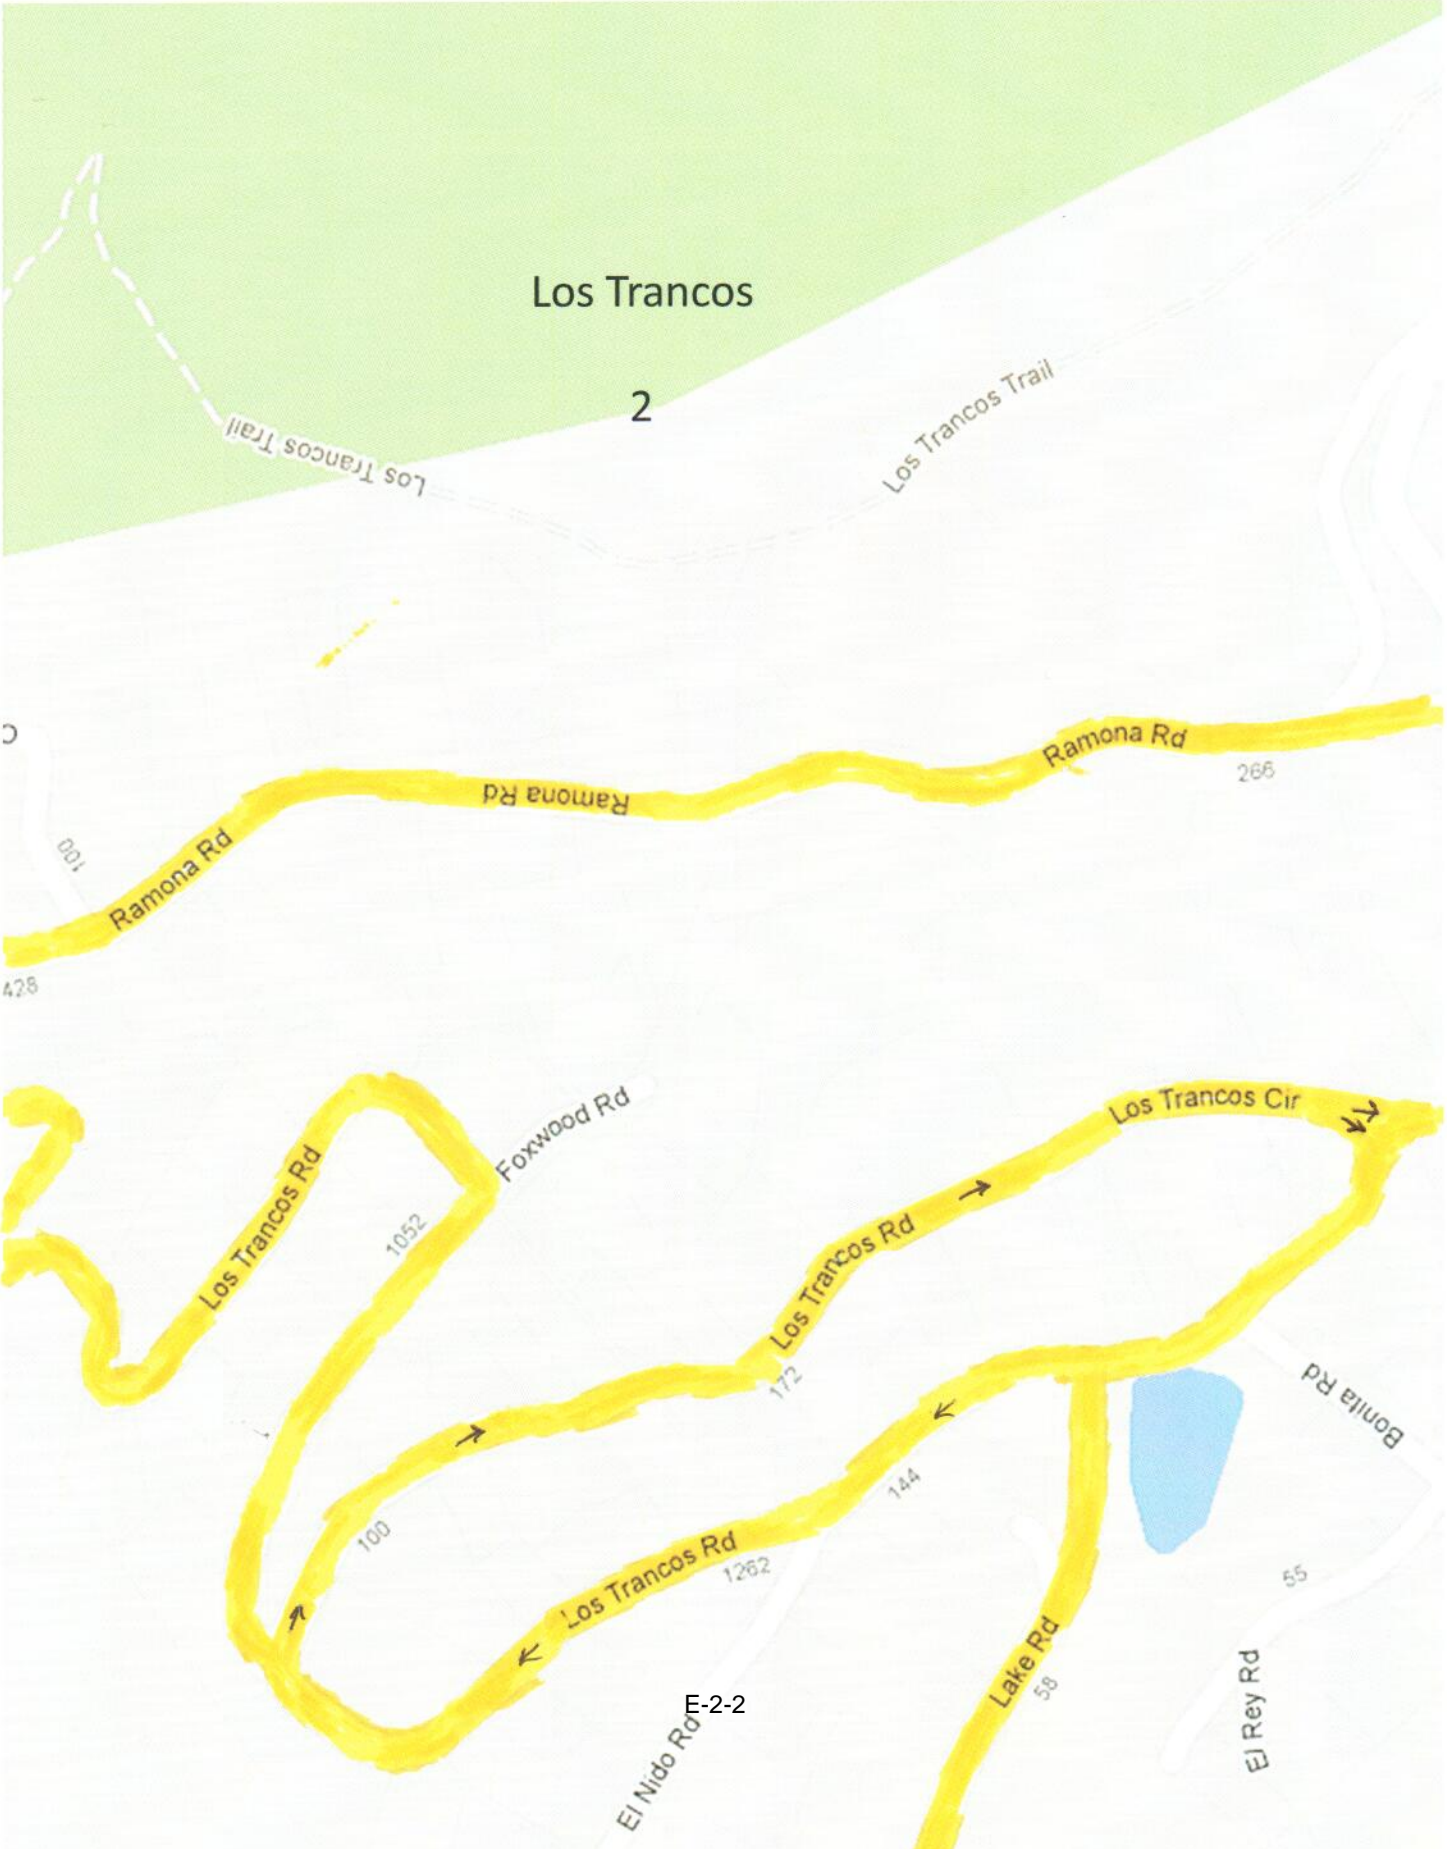 Los Trancos
2
Los Trancos Trail
Los Trancos Trail
Ramona Rd
266
Ramona Rd
100
Ramona Rd
428
Los Trancos Cir
Foxwood Rd
Los Trancos Rd
1052
Los Trancos Rd
172
Bonita Rd
144
100
Los Trancos Rd
1262
55
Lake Rd
58
El Rey Rd
E-2-2
El Nido Rd